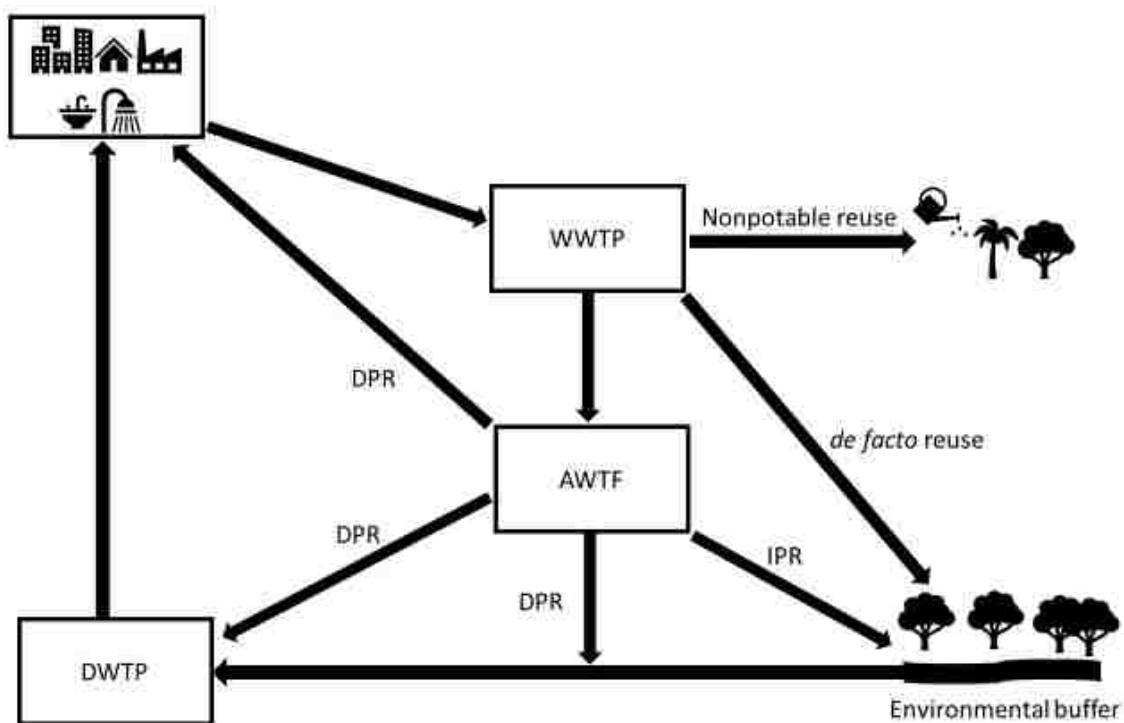 Nonpotable reuse
WWTP
DPR
de facto reuse
AWTF
DPR
IPR
DPR
DWTP
Environmental buffer